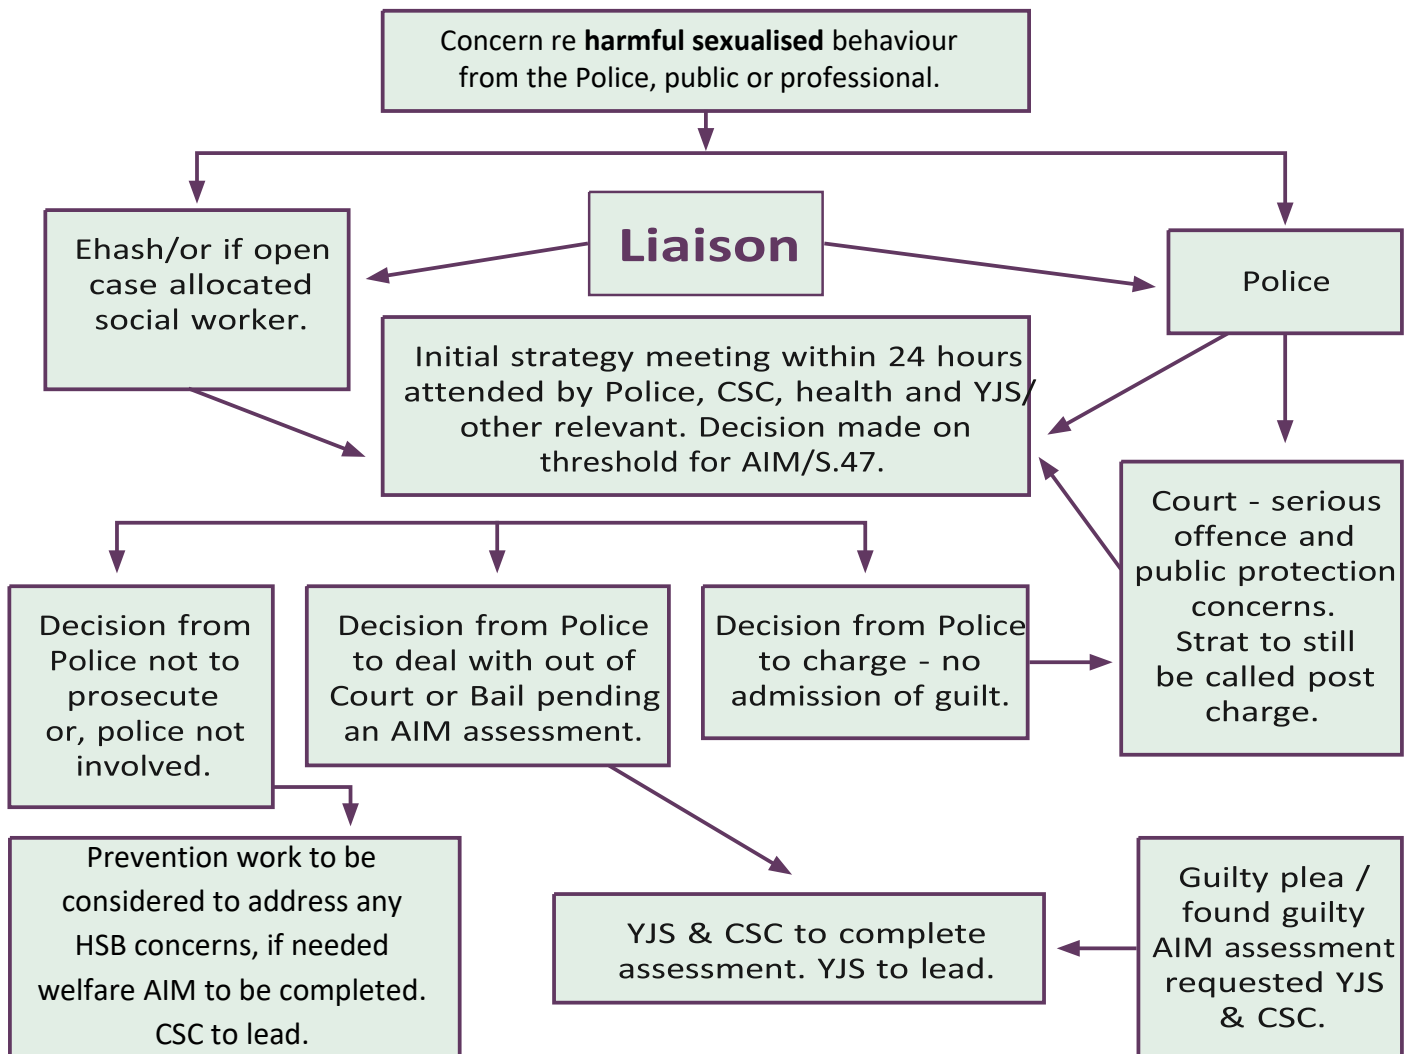 Concern re harmful sexualised behaviour
from the Police, public or professional.
Liaison
Ehash/or if open
case allocated
social worker.
Police
Initial strategy meeting within 24 hours
attended by Police, CSC, health and YJS/
other relevant. Decision made on
threshold for AIM/S.47.
Court - serious
offence and
public protection
concerns.
Strat to still
be called post
charge.
Decision from
Police not to
prosecute
or, police not
involved.
Decision from Police
to deal with out of
Court or Bail pending
an AIM assessment.
Decision from Police
to charge - no
admission of guilt.
Prevention work to be
considered to address any
HSB concerns, if needed
welfare AIM to be completed.
CSC to lead.
YJS & CSC to complete
assessment. YJS to lead.
Guilty plea /
found guilty
AIM assessment
requested YJS
& CSC.